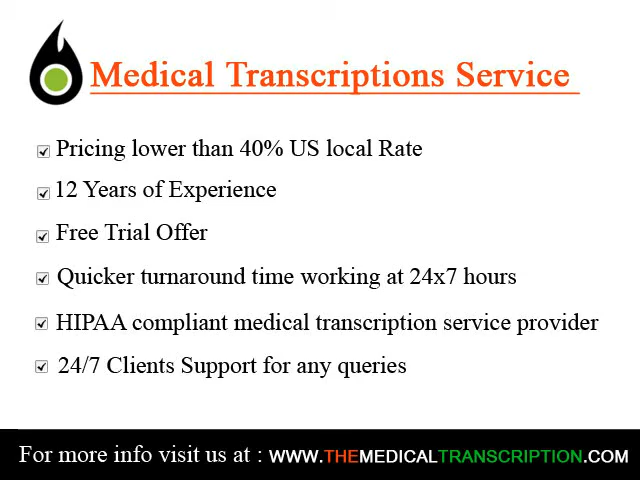 Medical Transcriptions Service
Pricing lower than 40% US local Rate
12 Years of Experience
Free Trial Offer
Quicker turnaround time working at 24x7 hours
HIPAA compliant medical transcription service provider
24/7 Clients Support for any queries
For more info visit us at : WWW.THEMEDICALTRANSCRIPTION.COM